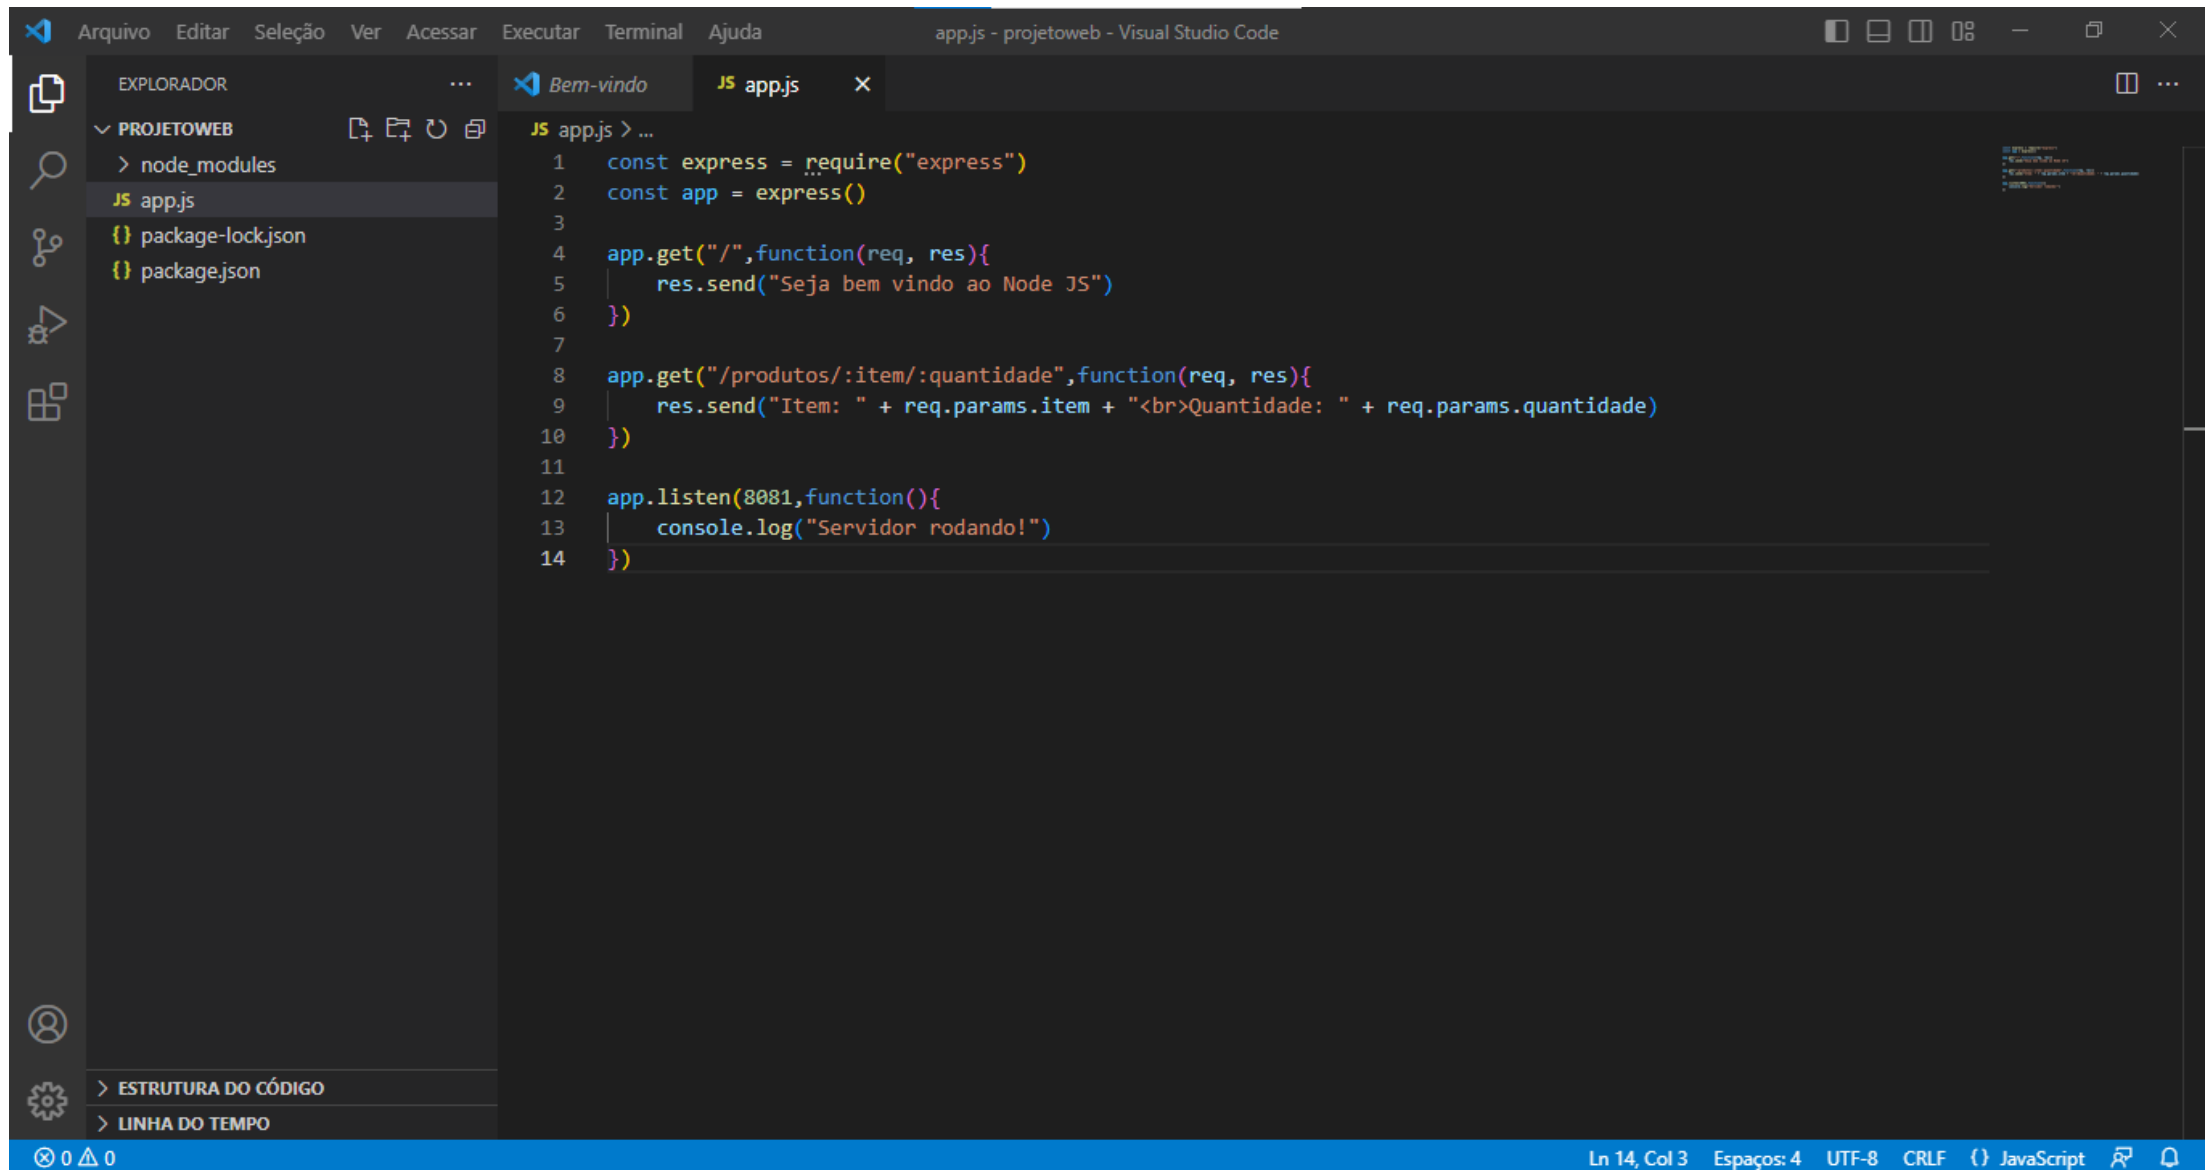 Arquivo Editar Seleção Ver Acessar Executar Terminal Ajuda app.js - projetoweb - Visual Studio Code
EXPLORADOR
PROJETOWEB
node_modules
JS app.js
{} package-lock.json
{} package.json
ESTRUTURA DO CÓDIGO
LINHA DO TEMPO
Bem-vindo JS app.js
JS app.js > ...
1 const express = require("express")
2 const app = express()
3
4 app.get("/",function(req, res){
5 res.send("Seja bem vindo ao Node JS")
6 })
7
8 app.get("/produtos/:item/:quantidade",function(req, res){
9 res.send("Item: " + req.params.item + "<br>Quantidade: " + req.params.quantidade)
10 })
11
12 app.listen(8081,function(){
13 console.log("Servidor rodando!")
14 })
0 0 Ln 14, Col 3 Espaços: 4 UTF-8 CRLF {} JavaScript